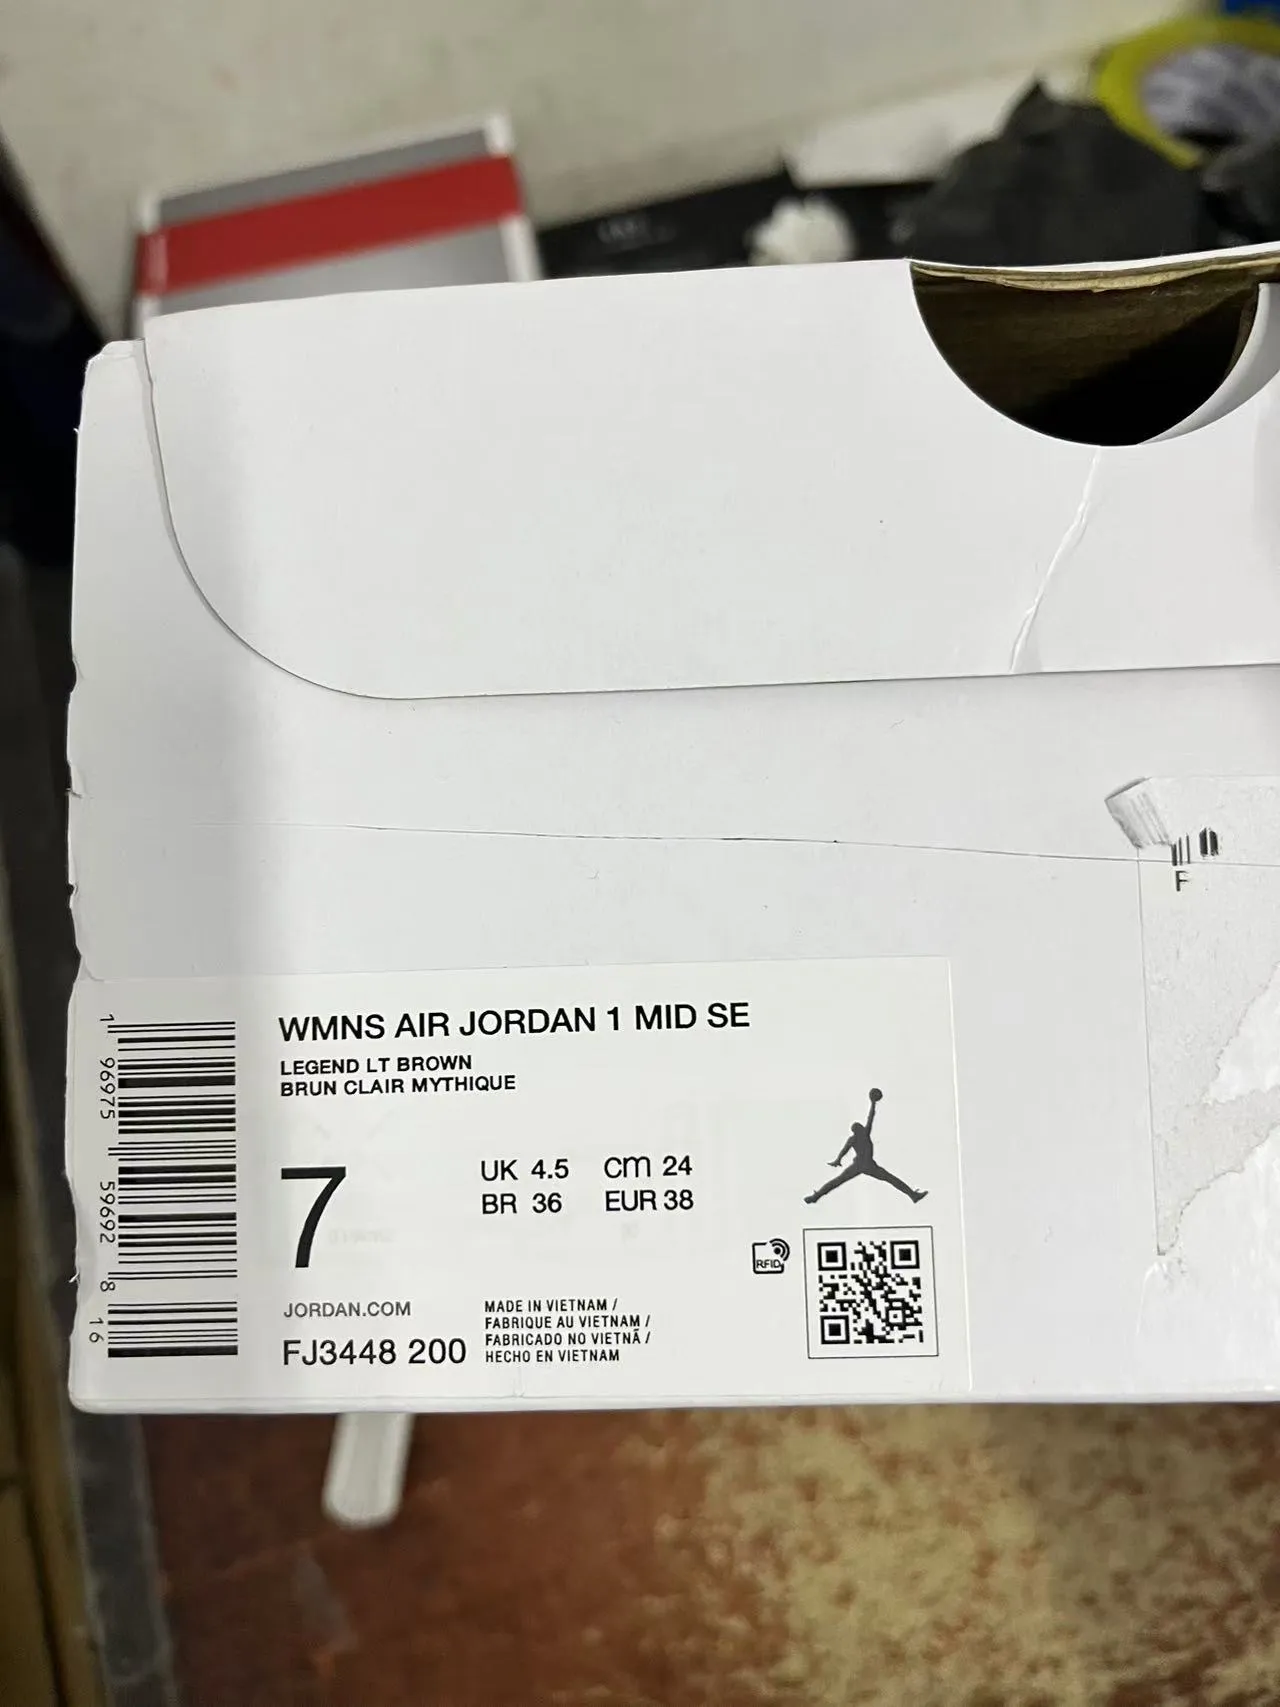 F
WMNS AIR JORDAN 1 MID SE
LEGEND LT BROWN
BRUN CLAIR MYTHIQUE
7
UK 4.5 cm 24
BR 36 EUR 38
RFID
JORDAN.COM
FJ3448 200
MADE IN VIETNAM /
FABRIQUE AU VIETNAM /
FABRICADO NO VIETNÃ /
HECHO EN VIETNAM
1 96975 59692 8 16